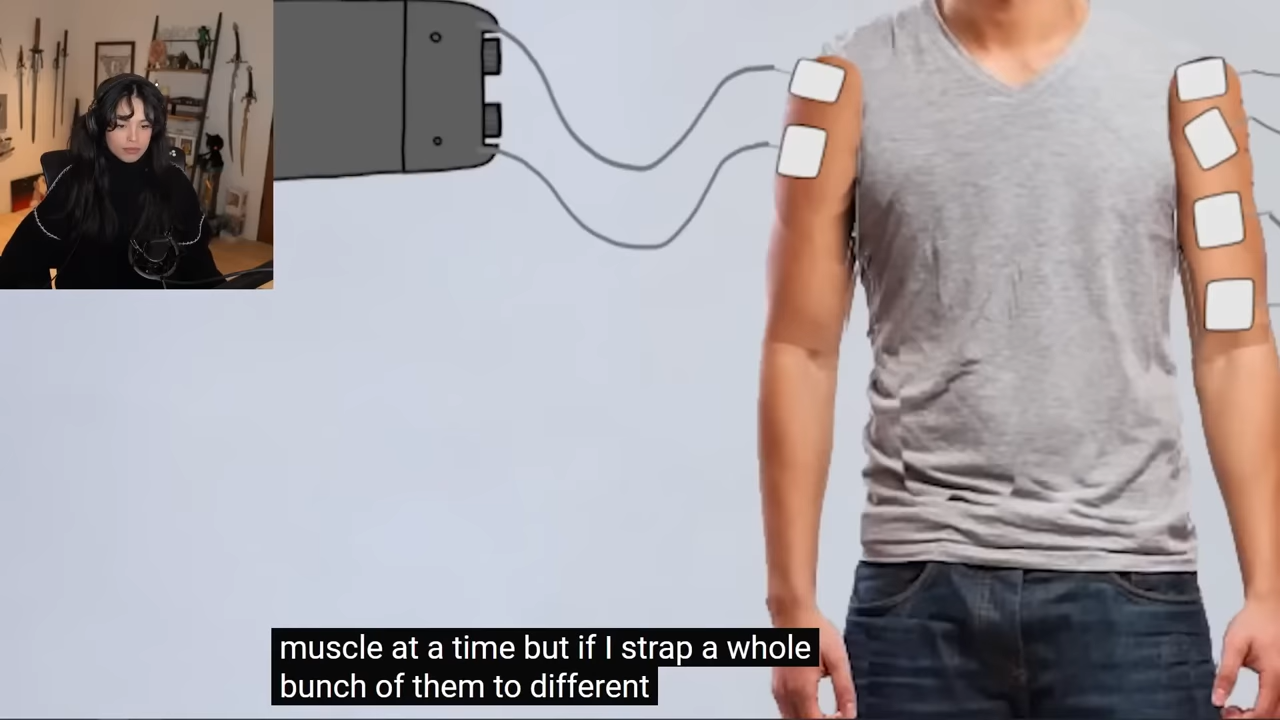 muscle at a time but if I strap a whole
bunch of them to different